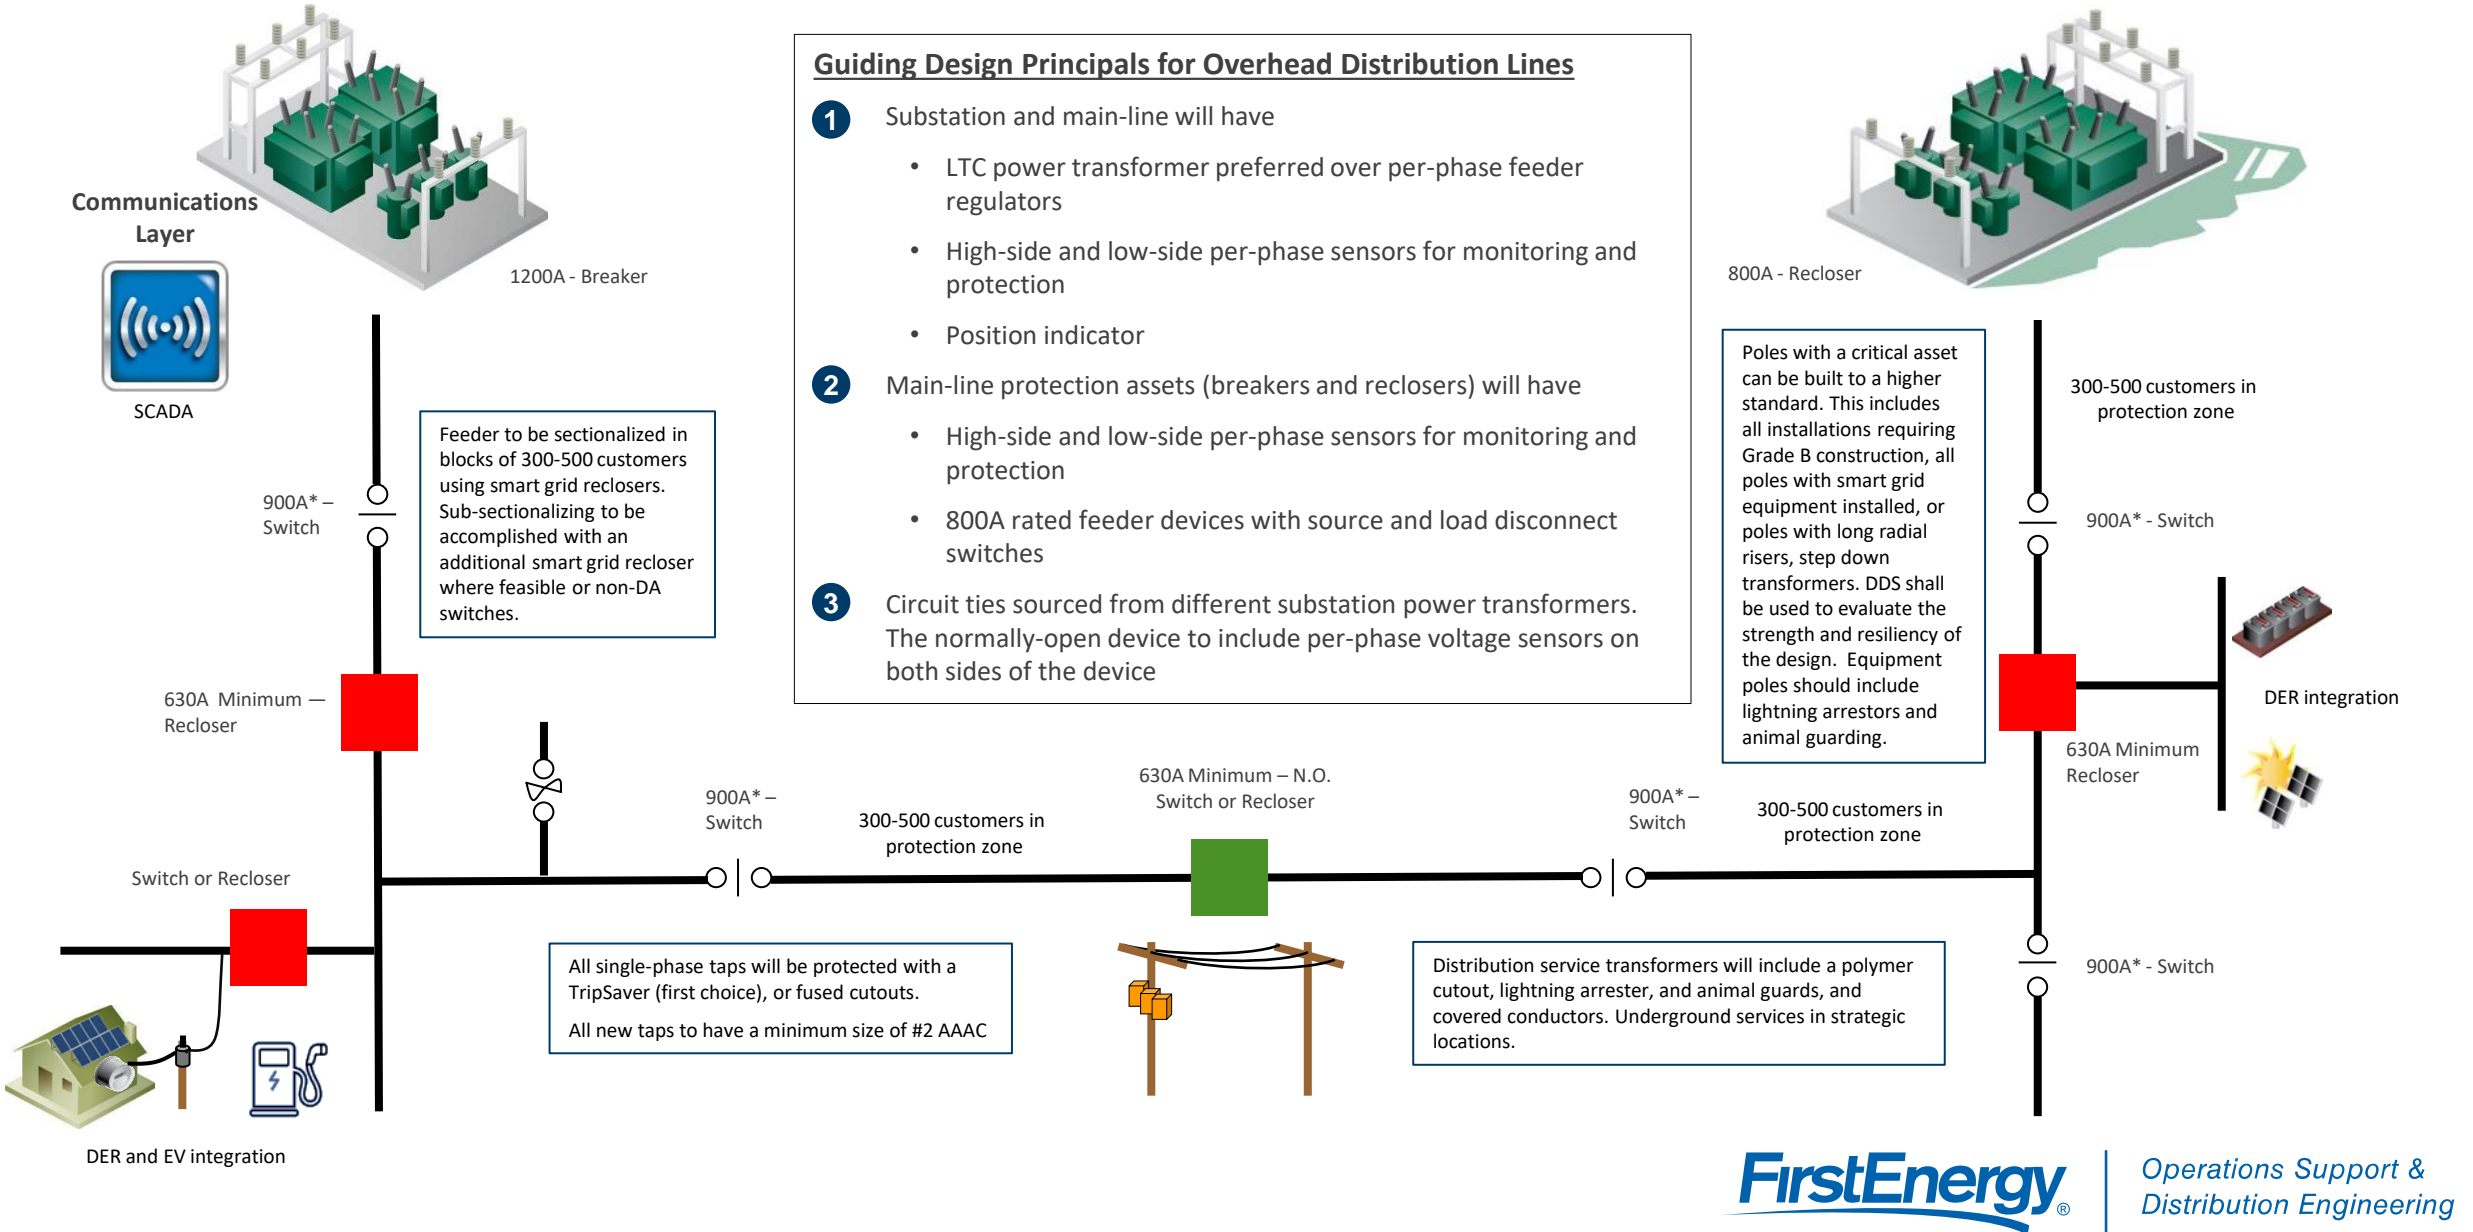 Guiding Design Principals for Overhead Distribution Lines
1
Substation and main-line will have
• LTC power transformer preferred over per-phase feeder
regulators
• High-side and low-side per-phase sensors for monitoring and
protection
• Position indicator
2
Main-line protection assets (breakers and reclosers) will have
• High-side and low-side per-phase sensors for monitoring and
protection
• 800A rated feeder devices with source and load disconnect
switches
3
Circuit ties sourced from different substation power transformers.
The normally-open device to include per-phase voltage sensors on
both sides of the device
Communications
Layer
SCADA
1200A - Breaker
800A - Recloser
900A* –
Switch
Feeder to be sectionalized in
blocks of 300-500 customers
using smart grid reclosers.
Sub-sectionalizing to be
accomplished with an
additional smart grid recloser
where feasible or non-DA
switches.
630A Minimum —
Recloser
Poles with a critical asset
can be built to a higher
standard. This includes
all installations requiring
Grade B construction, all
poles with smart grid
equipment installed, or
poles with long radial
risers, step down
transformers. DDS shall
be used to evaluate the
strength and resiliency of
the design. Equipment
poles should include
lightning arrestors and
animal guarding.
300-500 customers in
protection zone
900A* - Switch
DER integration
630A Minimum
Recloser
900A* –
Switch
300-500 customers in
protection zone
630A Minimum – N.O.
Switch or Recloser
900A* –
Switch
300-500 customers in
protection zone
Switch or Recloser
All single-phase taps will be protected with a
TripSaver (first choice), or fused cutouts.
All new taps to have a minimum size of #2 AAAC
Distribution service transformers will include a polymer
cutout, lightning arrester, and animal guards, and
covered conductors. Underground services in strategic
locations.
900A* - Switch
DER and EV integration
FirstEnergy®
Operations Support &
Distribution Engineering